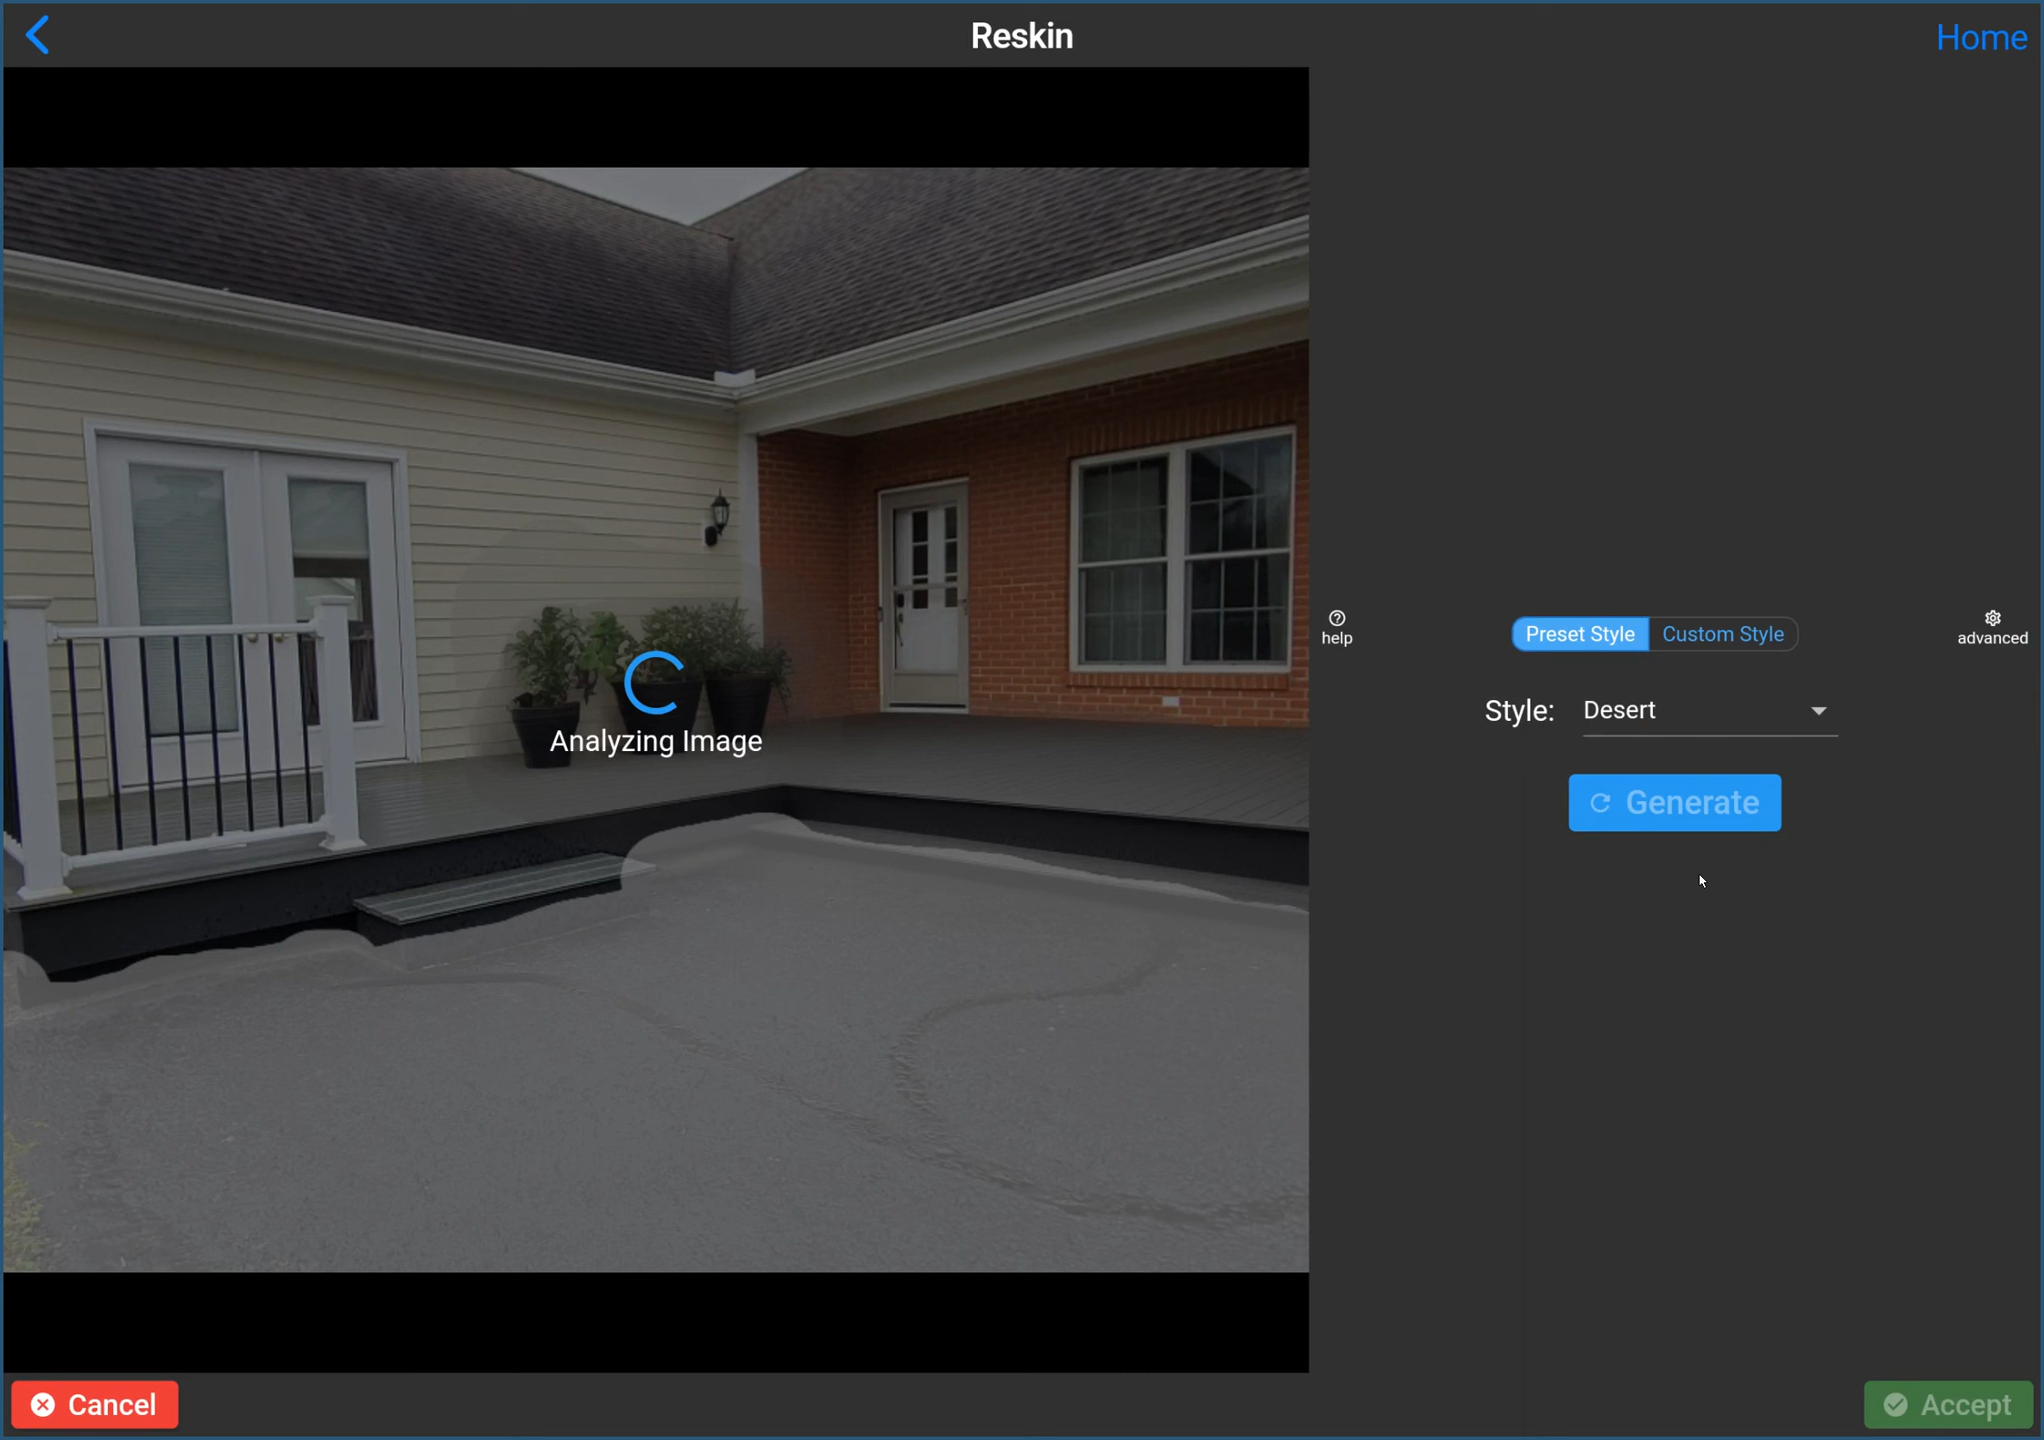 Reskin
Home
help
Preset Style
Custom Style
advanced
Style:
Desert
Generate
Analyzing Image
Cancel
Accept